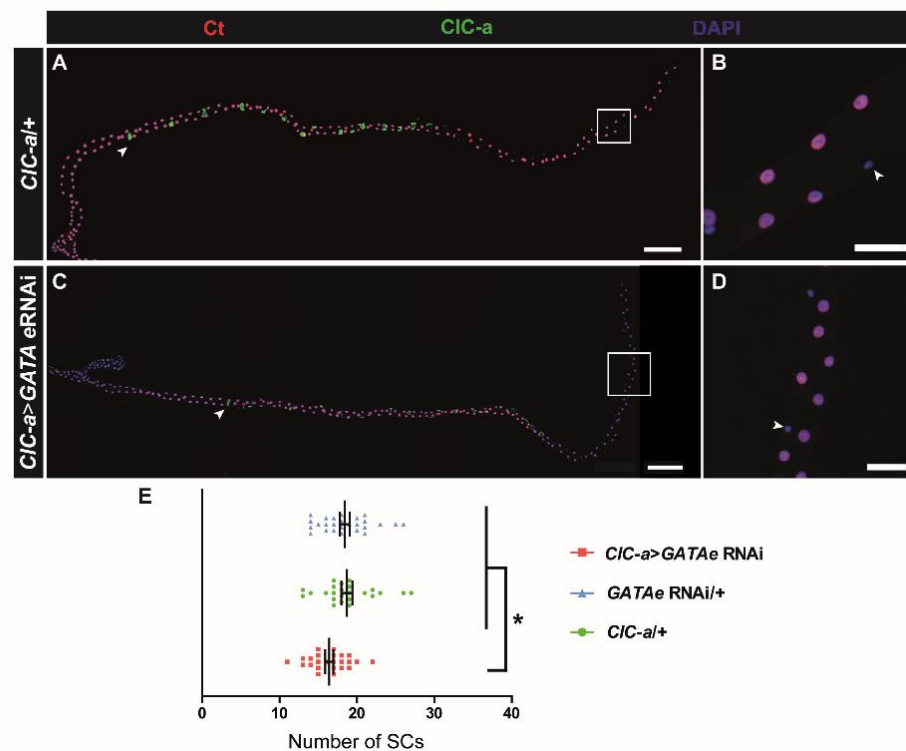 Ct ClC-a DAPI
ClC-a/+
A
B
ClC-a>GATA eRNAi
C
D
E
ClC-a>GATAe RNAi
GATAe RNAi/+
ClC-a/+
*
0 10 20 30 40
Number of SCs